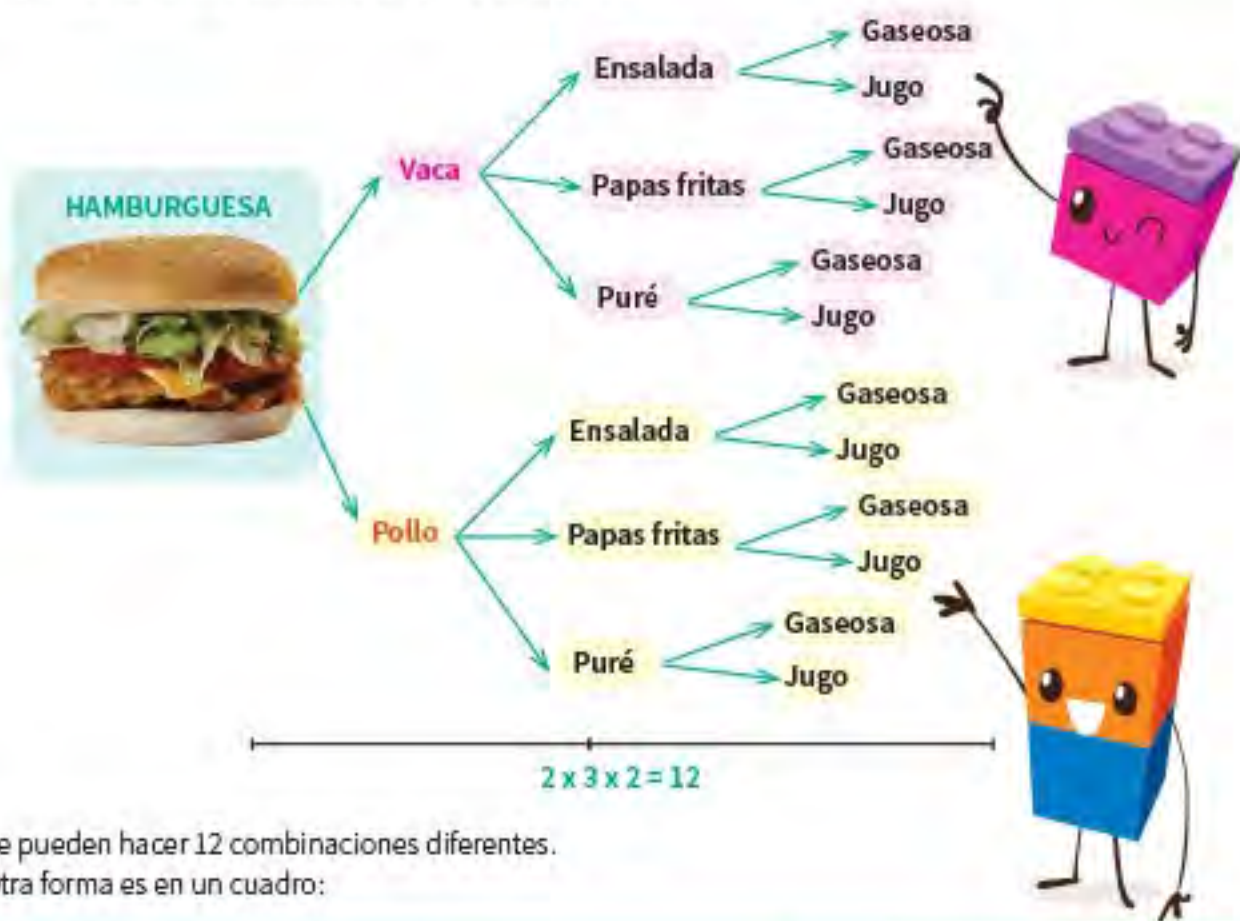 HAMBURGUESA
Vaca
Ensalada
Gaseosa
Jugo
Papas fritas
Gaseosa
Jugo
Puré
Gaseosa
Jugo
Pollo
Ensalada
Gaseosa
Jugo
Papas fritas
Gaseosa
Jugo
Puré
Gaseosa
Jugo
2 x 3 x 2 = 12
e pueden hacer 12 combinaciones diferentes.
tra forma es en un cuadro: